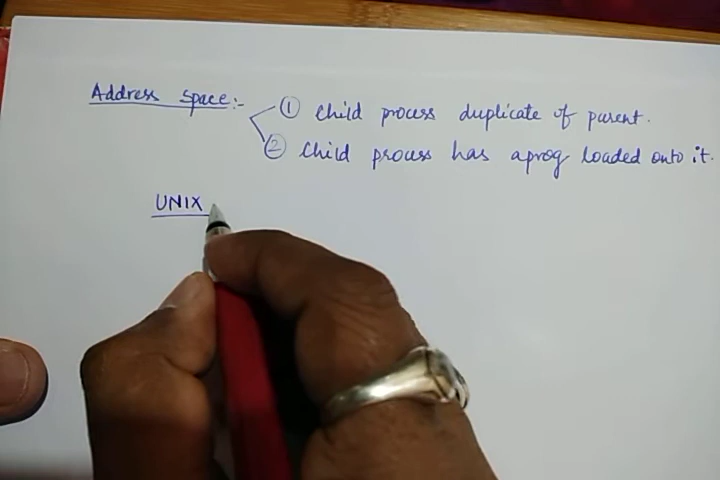 Address space:- ① child process duplicate of parent.
② child process has a prog loaded onto it.
UNIX